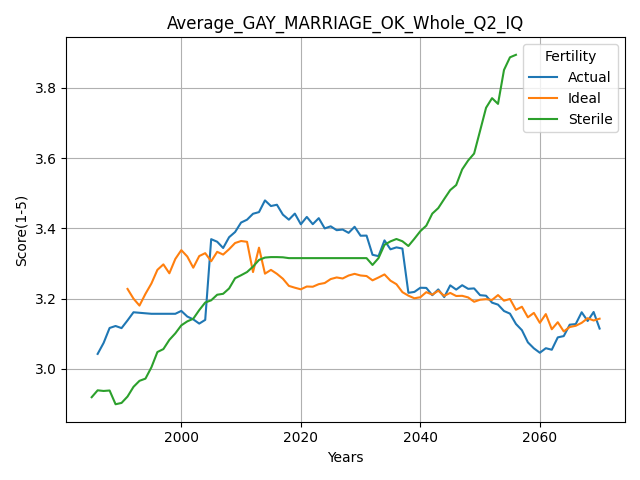 Average_GAY_MARRIAGE_OK_Whole_Q2_IQ
Fertility
Actual
Ideal
Sterile
Score(1-5)
3.8
3.6
3.4
3.2
3.0
2000
2020
2040
2060
Years